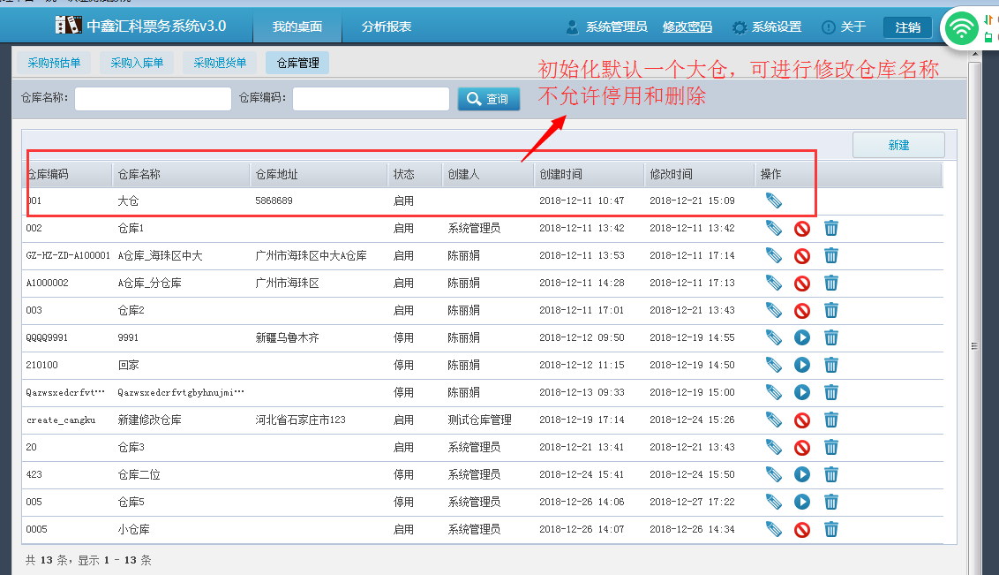 中鑫汇科票务系统v3.0 我的桌面 分析报表 系统管理员 修改密码 系统设置 关于 注销
采购预估单 采购入库单 采购退货单 仓库管理
初始化默认一个大仓，可进行修改仓库名称
不允许停用和删除
仓库名称: 仓库编码: 查询
新建
仓库编码 仓库名称 仓库地址 状态 创建人 创建时间 修改时间 操作
001 大仓 5868689 启用 2018-12-11 10:47 2018-12-21 15:09
002 仓库1 启用 系统管理员 2018-12-11 13:42 2018-12-11 13:42
GZ-HZ-ZD-A100001 A仓库_海珠区中大 广州市海珠区中大A仓库 启用 陈丽娟 2018-12-11 13:53 2018-12-11 17:14
A1000002 A仓库_分仓库 广州市海珠区 启用 陈丽娟 2018-12-11 14:28 2018-12-11 17:13
003 仓库2 启用 陈丽娟 2018-12-11 17:01 2018-12-21 13:43
QQQQ9991 9991 新疆乌鲁木齐 停用 陈丽娟 2018-12-12 09:50 2018-12-19 14:55
210100 回家 停用 陈丽娟 2018-12-12 11:15 2018-12-19 14:50
Qazwsxedcrfvt… Qazwsxedcrfvtgbyhnujmi… 停用 陈丽娟 2018-12-13 09:33 2018-12-19 15:00
create_cangku 新建修改仓库 河北省石家庄市123 启用 测试仓库管理 2018-12-19 17:14 2018-12-24 15:26
20 仓库3 启用 系统管理员 2018-12-21 13:41 2018-12-21 13:43
423 仓库二位 停用 系统管理员 2018-12-24 15:41 2018-12-24 15:50
005 仓库5 停用 系统管理员 2018-12-26 14:06 2018-12-27 17:22
0005 小仓库 启用 系统管理员 2018-12-26 14:07 2018-12-26 14:34
共 13 条，显示 1 - 13 条